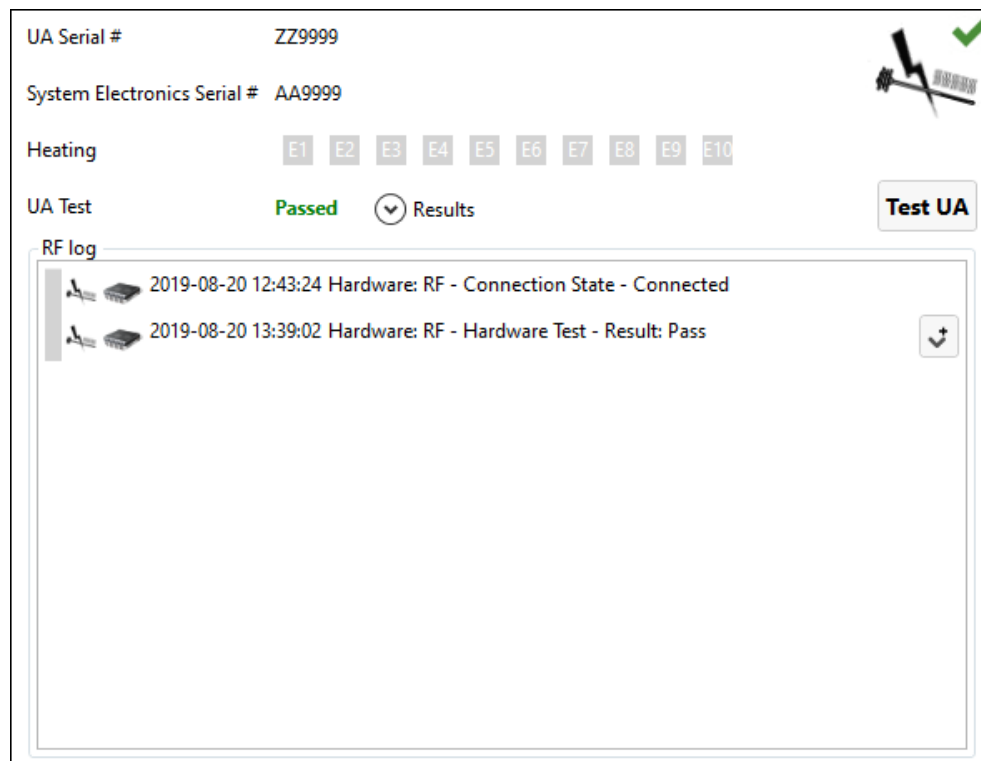 UA Serial # ZZ9999
System Electronics Serial # AA9999
Heating E1 E2 E3 E4 E5 E6 E7 E8 E9 E10
UA Test Passed Results Test UA
RF log
2019-08-20 12:43:24 Hardware: RF - Connection State - Connected
2019-08-20 13:39:02 Hardware: RF - Hardware Test - Result: Pass